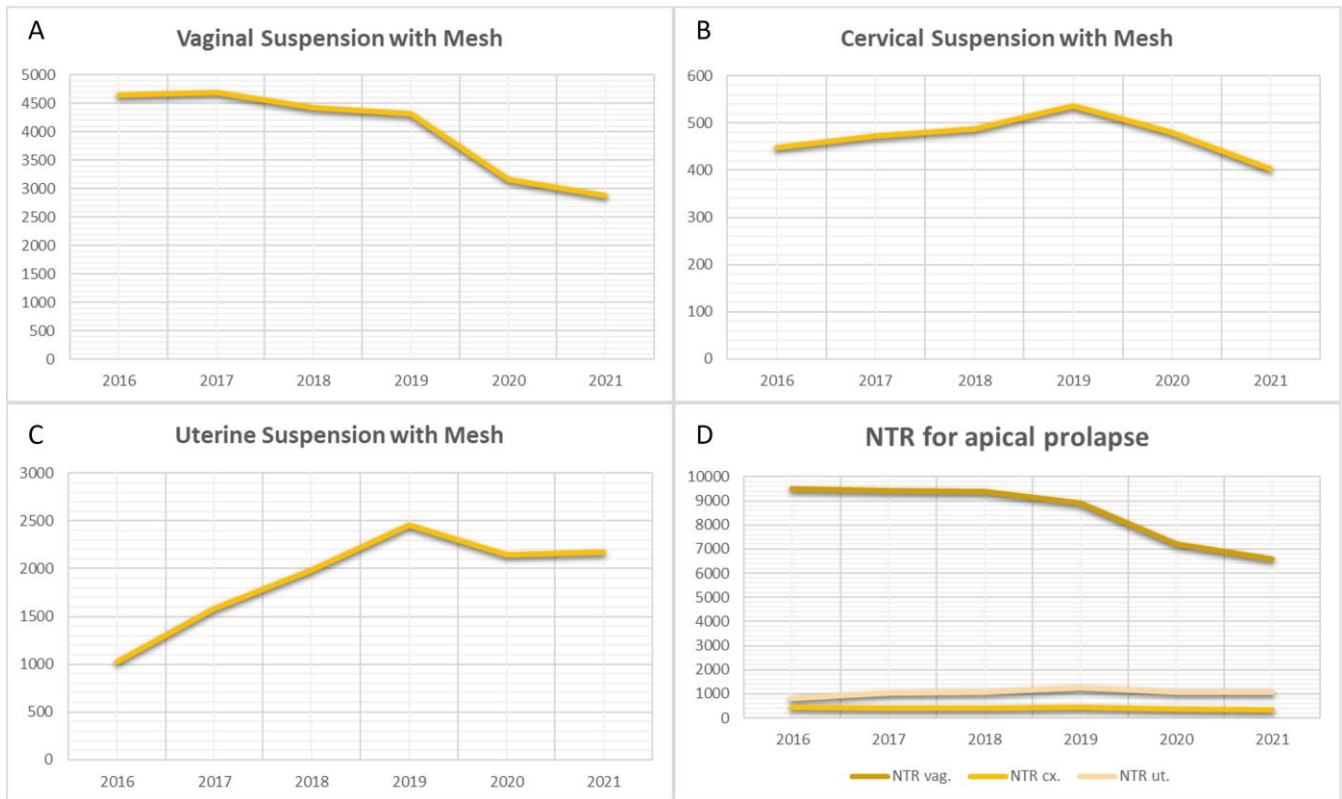 A
Vaginal Suspension with Mesh
5000
4500
4000
3500
3000
2500
2000
1500
1000
500
0
2016 2017 2018 2019 2020 2021
B
Cervical Suspension with Mesh
600
500
400
300
200
100
0
2016 2017 2018 2019 2020 2021
C
Uterine Suspension with Mesh
3000
2500
2000
1500
1000
500
0
2016 2017 2018 2019 2020 2021
D
NTR for apical prolapse
10000
9000
8000
7000
6000
5000
4000
3000
2000
1000
0
2016 2017 2018 2019 2020 2021
NTR vag. NTR cx. NTR ut.